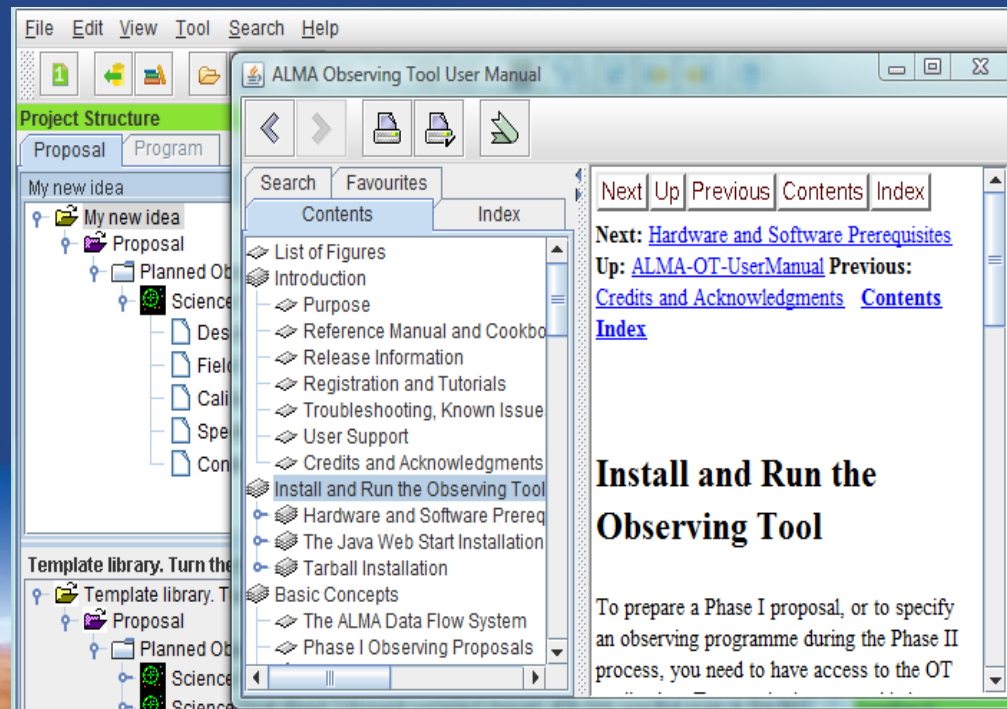 File Edit View Tool Search Help
1
ALMA Observing Tool User Manual
Project Structure
Proposal Program
My new idea
My new idea
Proposal
Planned Ob
Science
Des
Field
Cali
Spe
Con
Template library. Turn the
Template library. T
Proposal
Planned Ob
Science
Science
Search Favourites
Contents Index
List of Figures
Introduction
Purpose
Reference Manual and Cookbo
Release Information
Registration and Tutorials
Troubleshooting, Known Issue
User Support
Credits and Acknowledgments
Install and Run the Observing Tool
Hardware and Software Prereq
The Java Web Start Installation
Tarball Installation
Basic Concepts
The ALMA Data Flow System
Phase I Observing Proposals
Next Up Previous Contents Index
Next: Hardware and Software Prerequisites
Up: ALMA-OT-UserManual Previous:
Credits and Acknowledgments Contents
Index
Install and Run the
Observing Tool
To prepare a Phase I proposal, or to specify
an observing programme during the Phase II
process, you need to have access to the OT